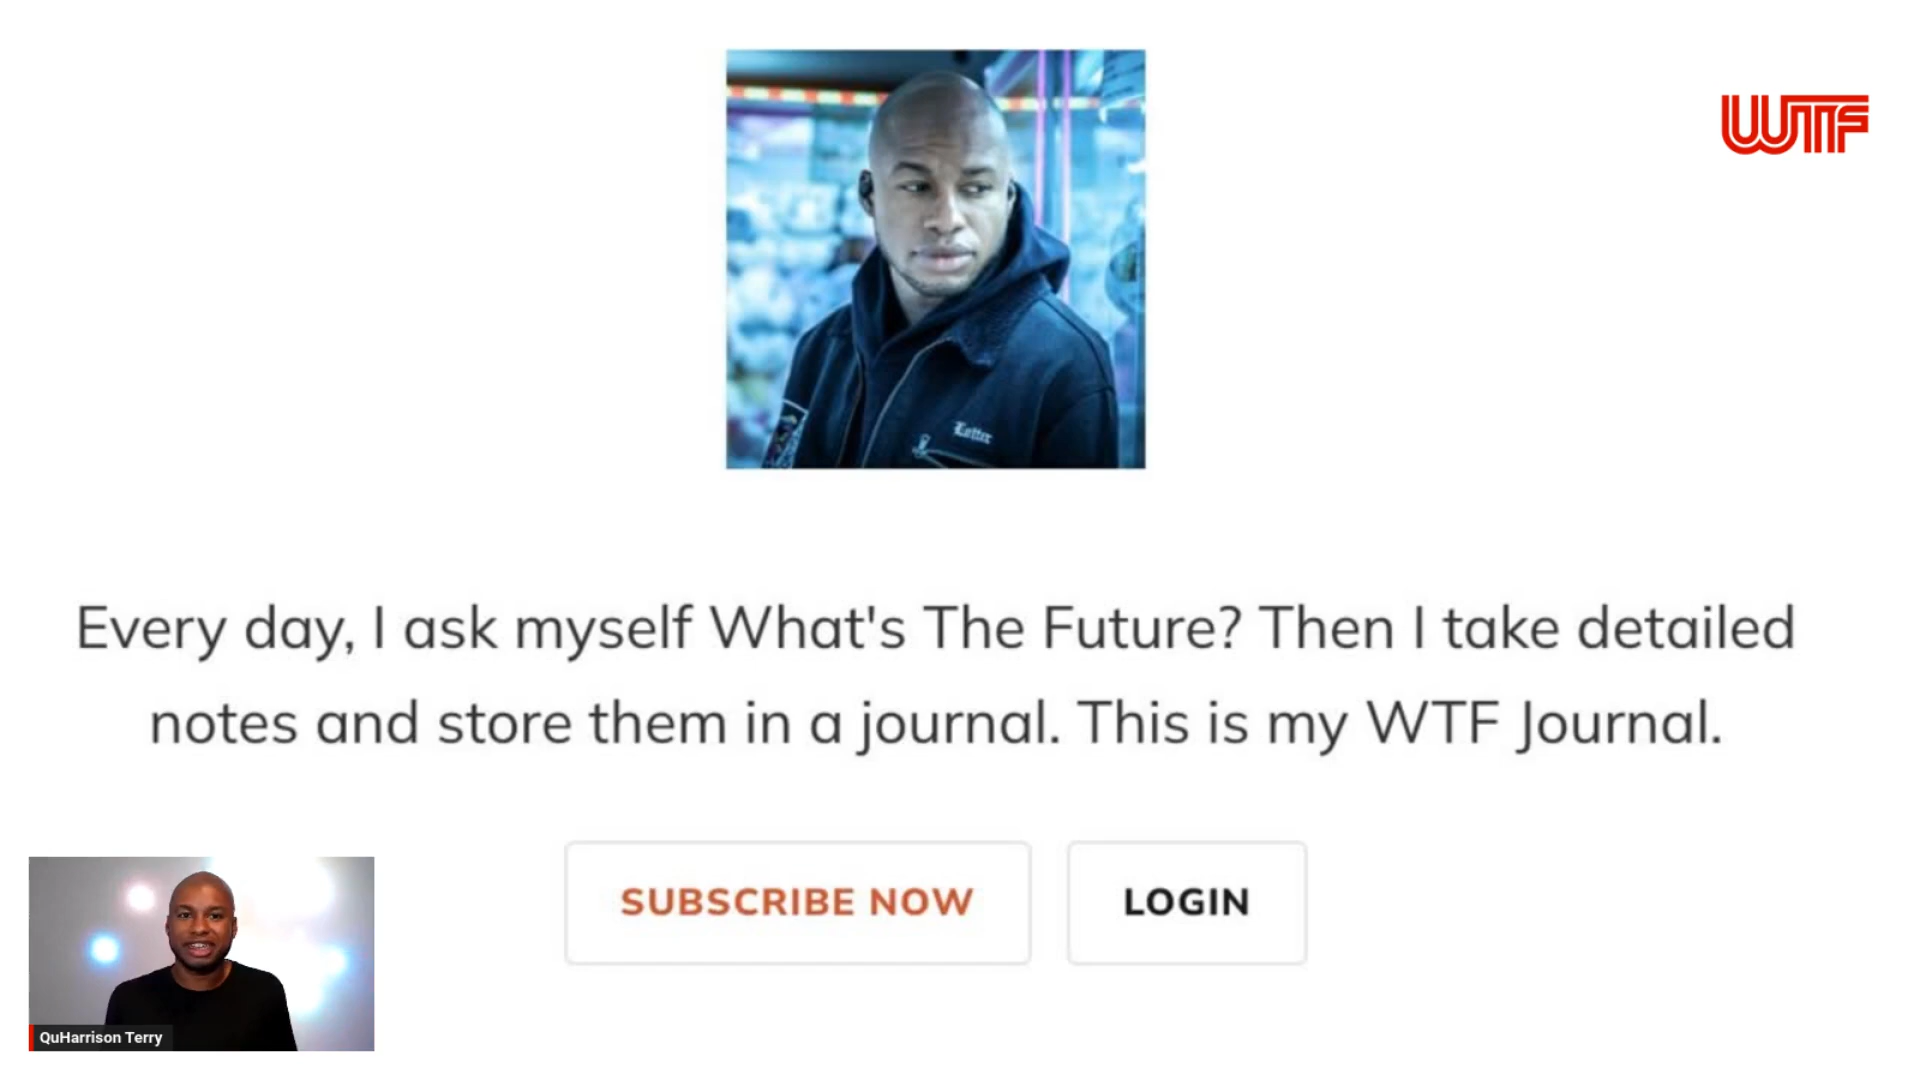 WTF
Letter
Every day, I ask myself What's The Future? Then I take detailed
notes and store them in a journal. This is my WTF Journal.
SUBSCRIBE NOW
LOGIN
QuHarrison Terry